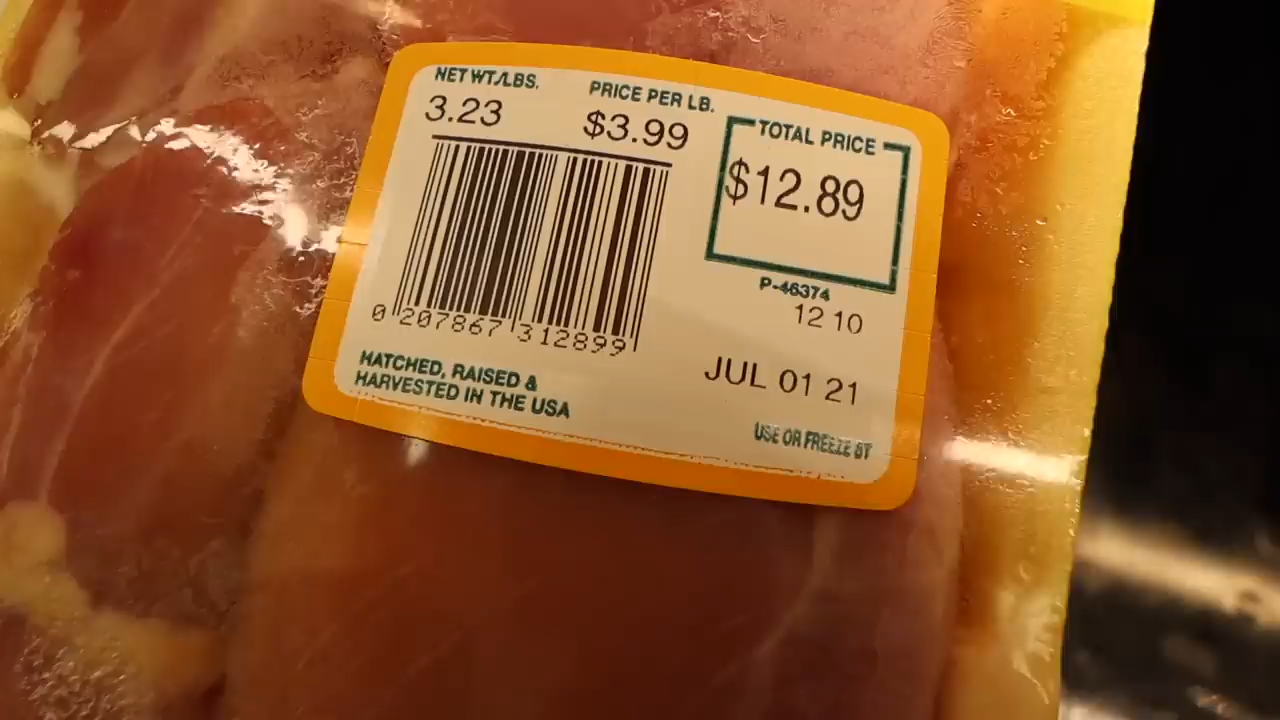 NET WT./LBS. PRICE PER LB.
3.23 $3.99
TOTAL PRICE
$12.89
P-46374
12 10
0 207867 312899
JUL 01 21
HATCHED, RAISED &
HARVESTED IN THE USA
USE OR FREEZE BY